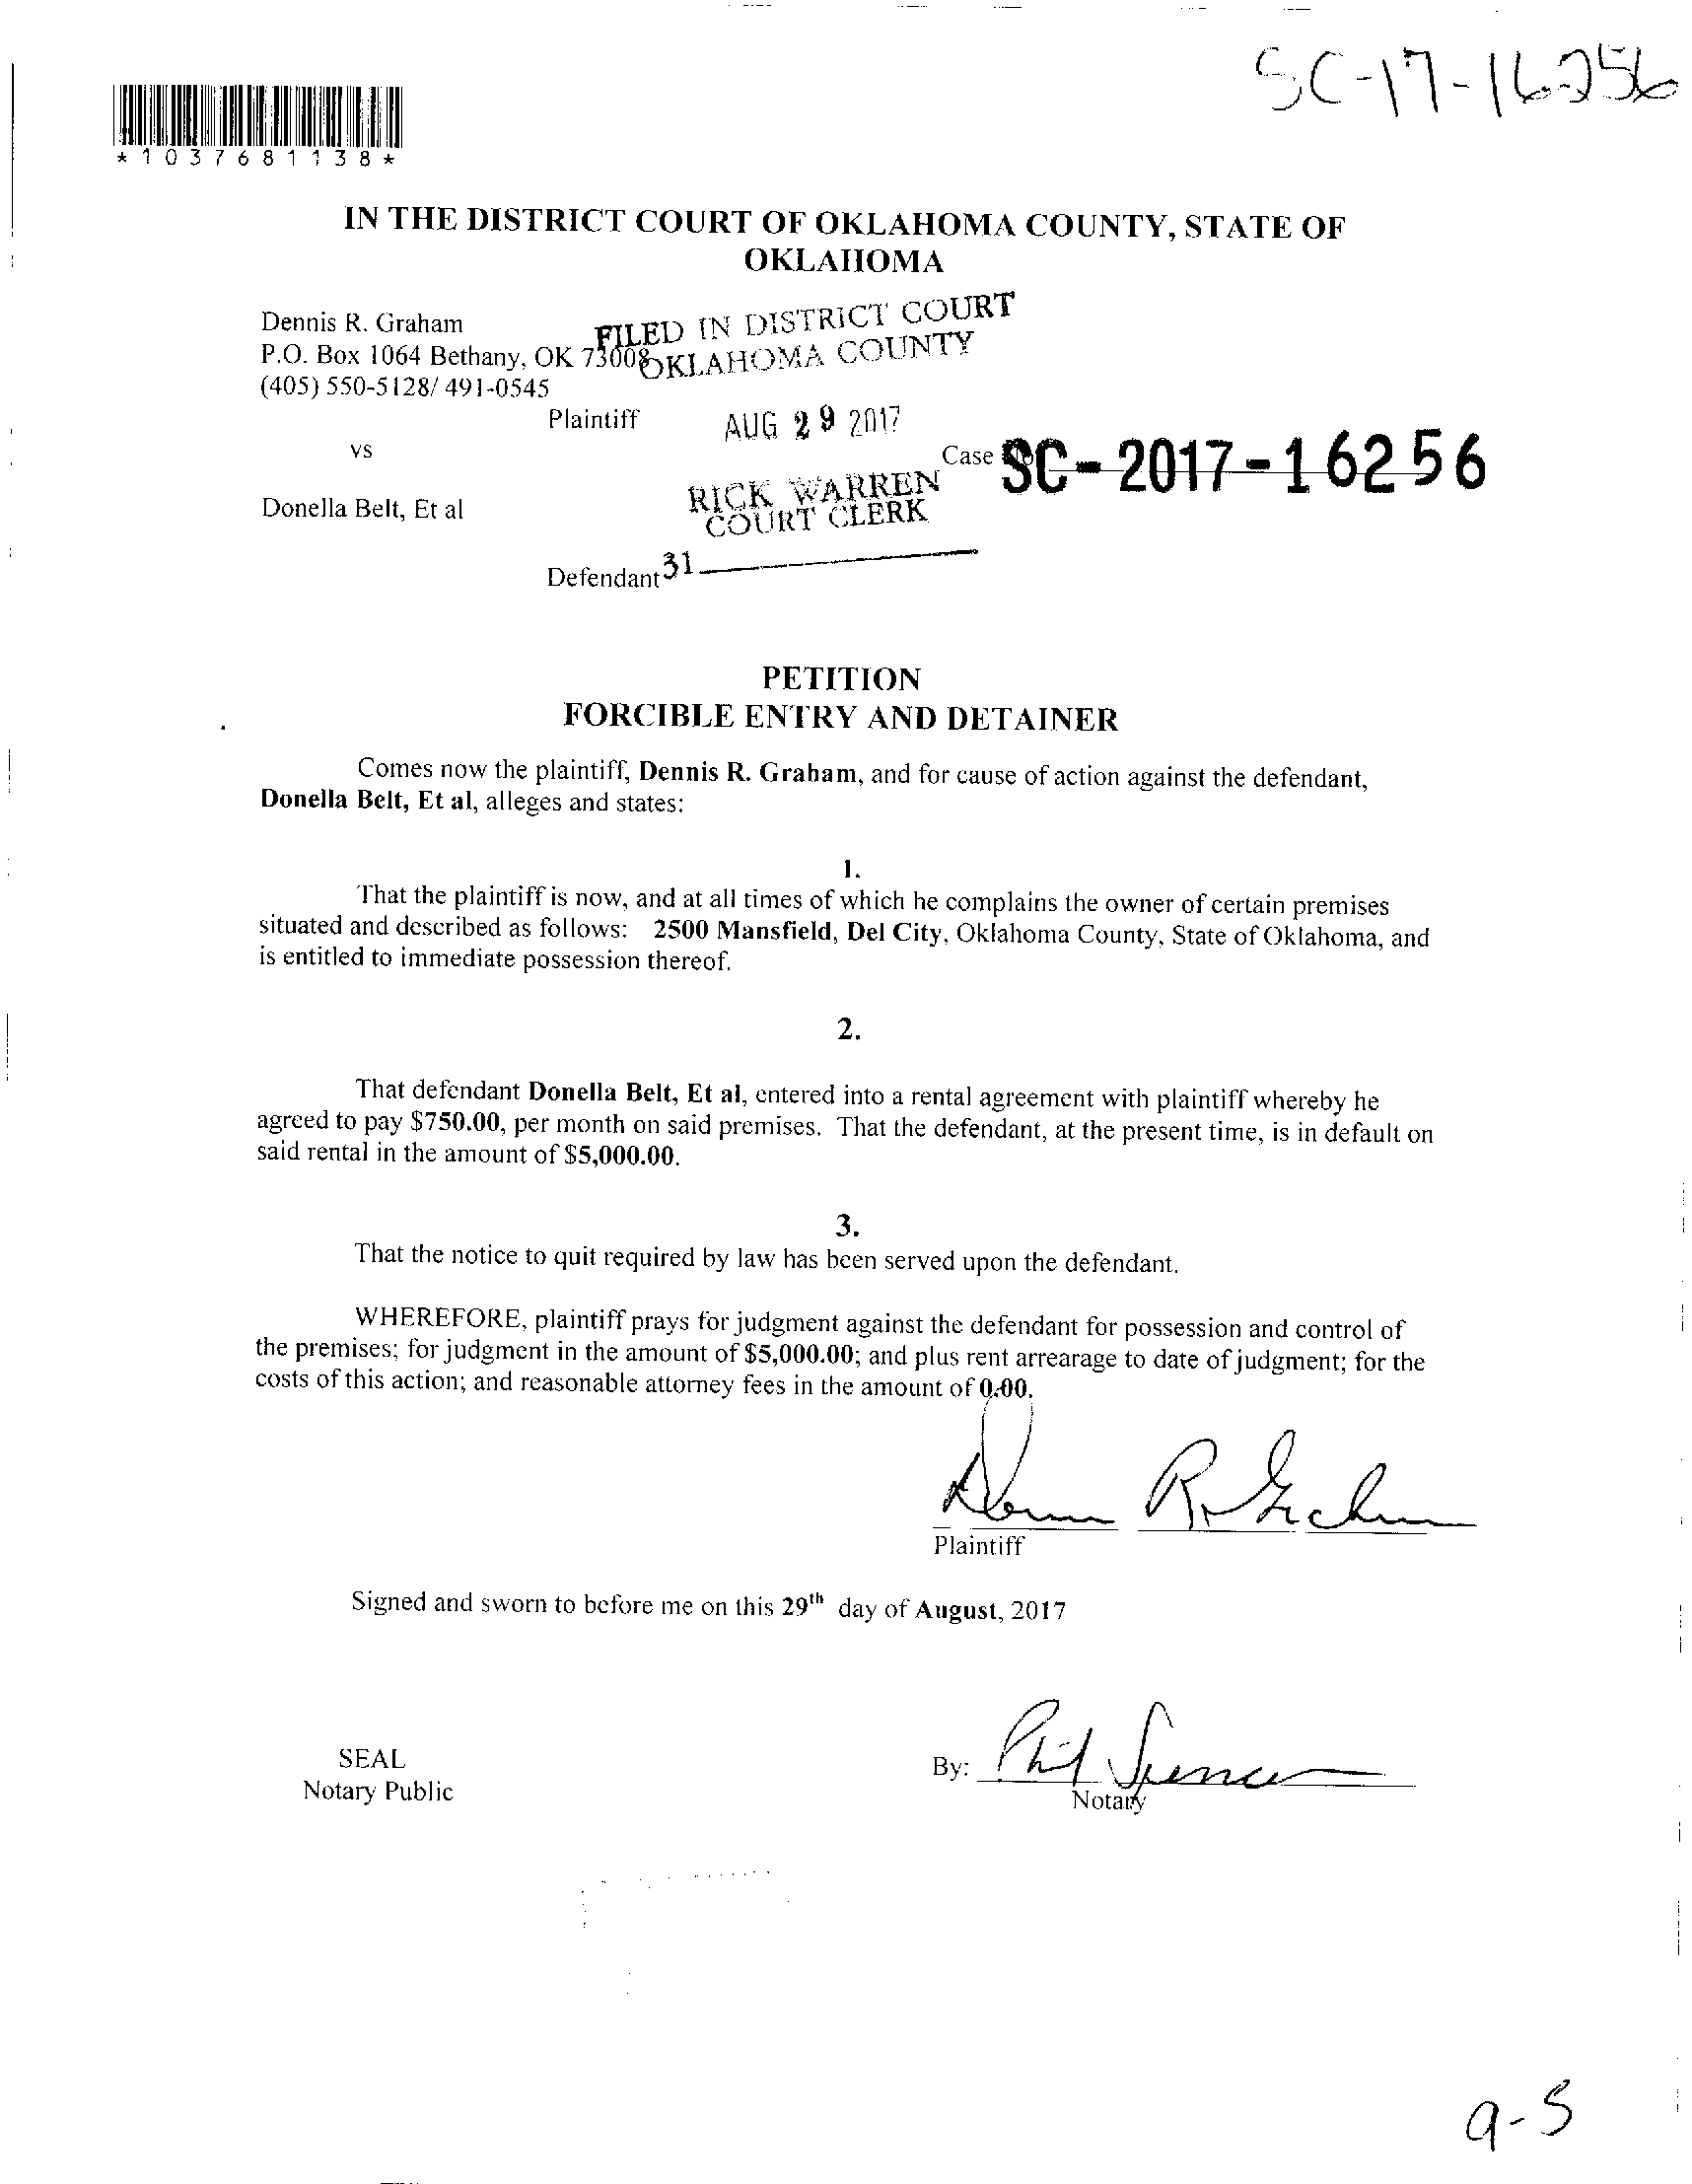 SC-17-16256
*1037681138*
IN THE DISTRICT COURT OF OKLAHOMA COUNTY, STATE OF
OKLAHOMA
Dennis R. Graham
P.O. Box 1064 Bethany, OK 73008
(405) 550-5128/ 491-0545
Plaintiff
FILED IN DISTRICT COURT
OKLAHOMA COUNTY
AUG 29 2017
vs
RICK WARREN
COURT CLERK
31
Case
SC-2017-16256
Donella Belt, Et al
Defendant
PETITION
FORCIBLE ENTRY AND DETAINER
Comes now the plaintiff, Dennis R. Graham, and for cause of action against the defendant,
Donella Belt, Et al, alleges and states:
1.
That the plaintiff is now, and at all times of which he complains the owner of certain premises
situated and described as follows: 2500 Mansfield, Del City, Oklahoma County, State of Oklahoma, and
is entitled to immediate possession thereof.
2.
That defendant Donella Belt, Et al, entered into a rental agreement with plaintiff whereby he
agreed to pay $750.00, per month on said premises. That the defendant, at the present time, is in default on
said rental in the amount of $5,000.00.
3.
That the notice to quit required by law has been served upon the defendant.
WHEREFORE, plaintiff prays for judgment against the defendant for possession and control of
the premises; for judgment in the amount of $5,000.00; and plus rent arrearage to date of judgment; for the
costs of this action; and reasonable attorney fees in the amount of 0.00.
Plaintiff
Signed and sworn to before me on this 29th day of August, 2017
SEAL
Notary Public
By: Phil Spencer
Notary
9-5